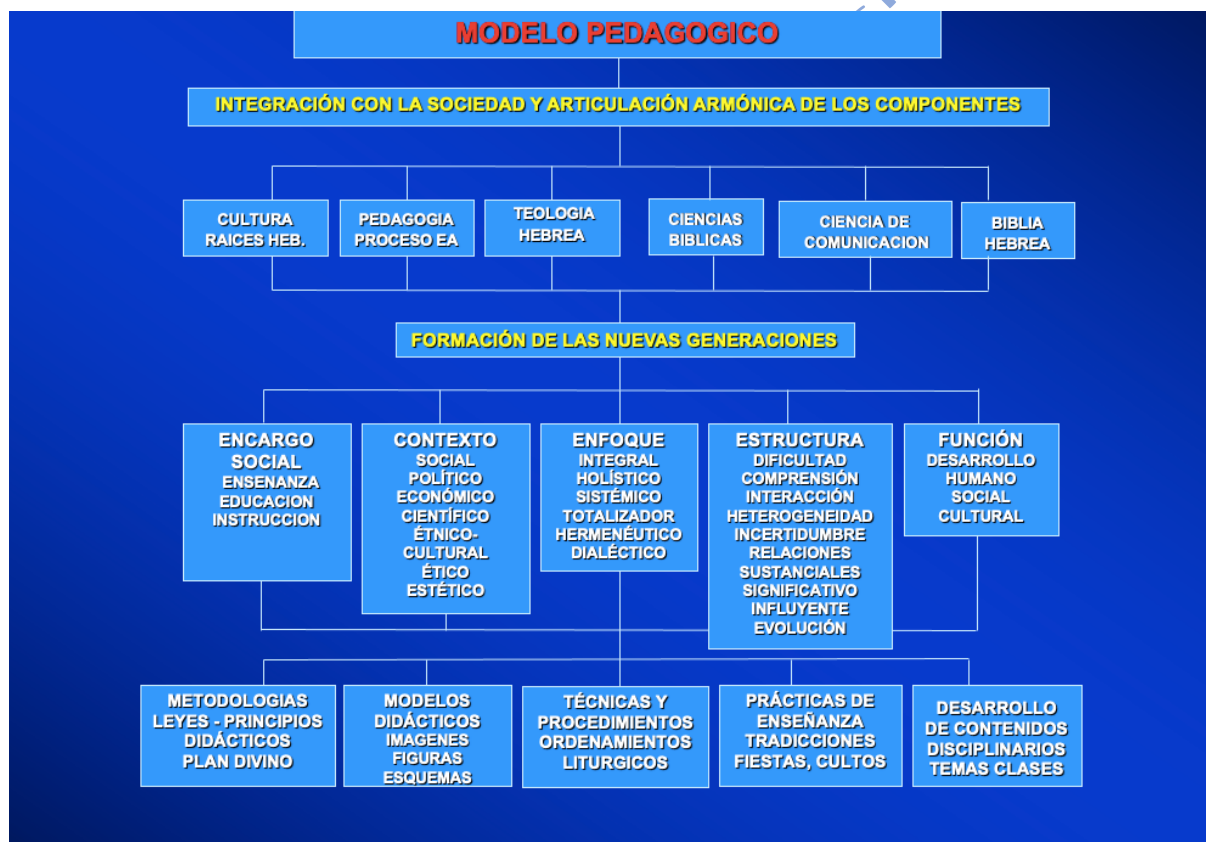 MODELO PEDAGOGICO
INTEGRACIÓN CON LA SOCIEDAD Y ARTICULACIÓN ARMÓNICA DE LOS COMPONENTES
CULTURA
RAICES HEB.
PEDAGOGIA
PROCESO EA
TEOLOGIA
HEBREA
CIENCIAS
BIBLICAS
CIENCIA DE
COMUNICACION
BIBLIA
HEBREA
FORMACIÓN DE LAS NUEVAS GENERACIONES
ENCARGO
SOCIAL
ENSENANZA
EDUCACION
INSTRUCCION
CONTEXTO
SOCIAL
POLÍTICO
ECONÓMICO
CIENTÍFICO
ÉTNICO-
CULTURAL
ÉTICO
ESTÉTICO
ENFOQUE
INTEGRAL
HOLÍSTICO
SISTÉMICO
TOTALIZADOR
HERMENÉUTICO
DIALÉCTICO
ESTRUCTURA
DIFICULTAD
COMPRENSIÓN
INTERACCIÓN
HETEROGENEIDAD
INCERTIDUMBRE
RELACIONES
SUSTANCIALES
SIGNIFICATIVO
INFLUYENTE
EVOLUCIÓN
FUNCIÓN
DESARROLLO
HUMANO
SOCIAL
CULTURAL
METODOLOGIAS
LEYES - PRINCIPIOS
DIDÁCTICOS
PLAN DIVINO
MODELOS
DIDÁCTICOS
IMAGENES
FIGURAS
ESQUEMAS
TÉCNICAS Y
PROCEDIMIENTOS
ORDENAMIENTOS
LITURGICOS
PRÁCTICAS DE
ENSEÑANZA
TRADICCIONES
FIESTAS, CULTOS
DESARROLLO
DE CONTENIDOS
DISCIPLINARIOS
TEMAS CLASES